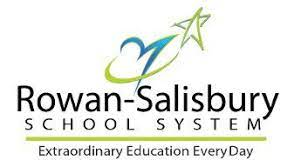 Rowan-Salisbury
SCHOOL SYSTEM
Extraordinary Education EveryDay